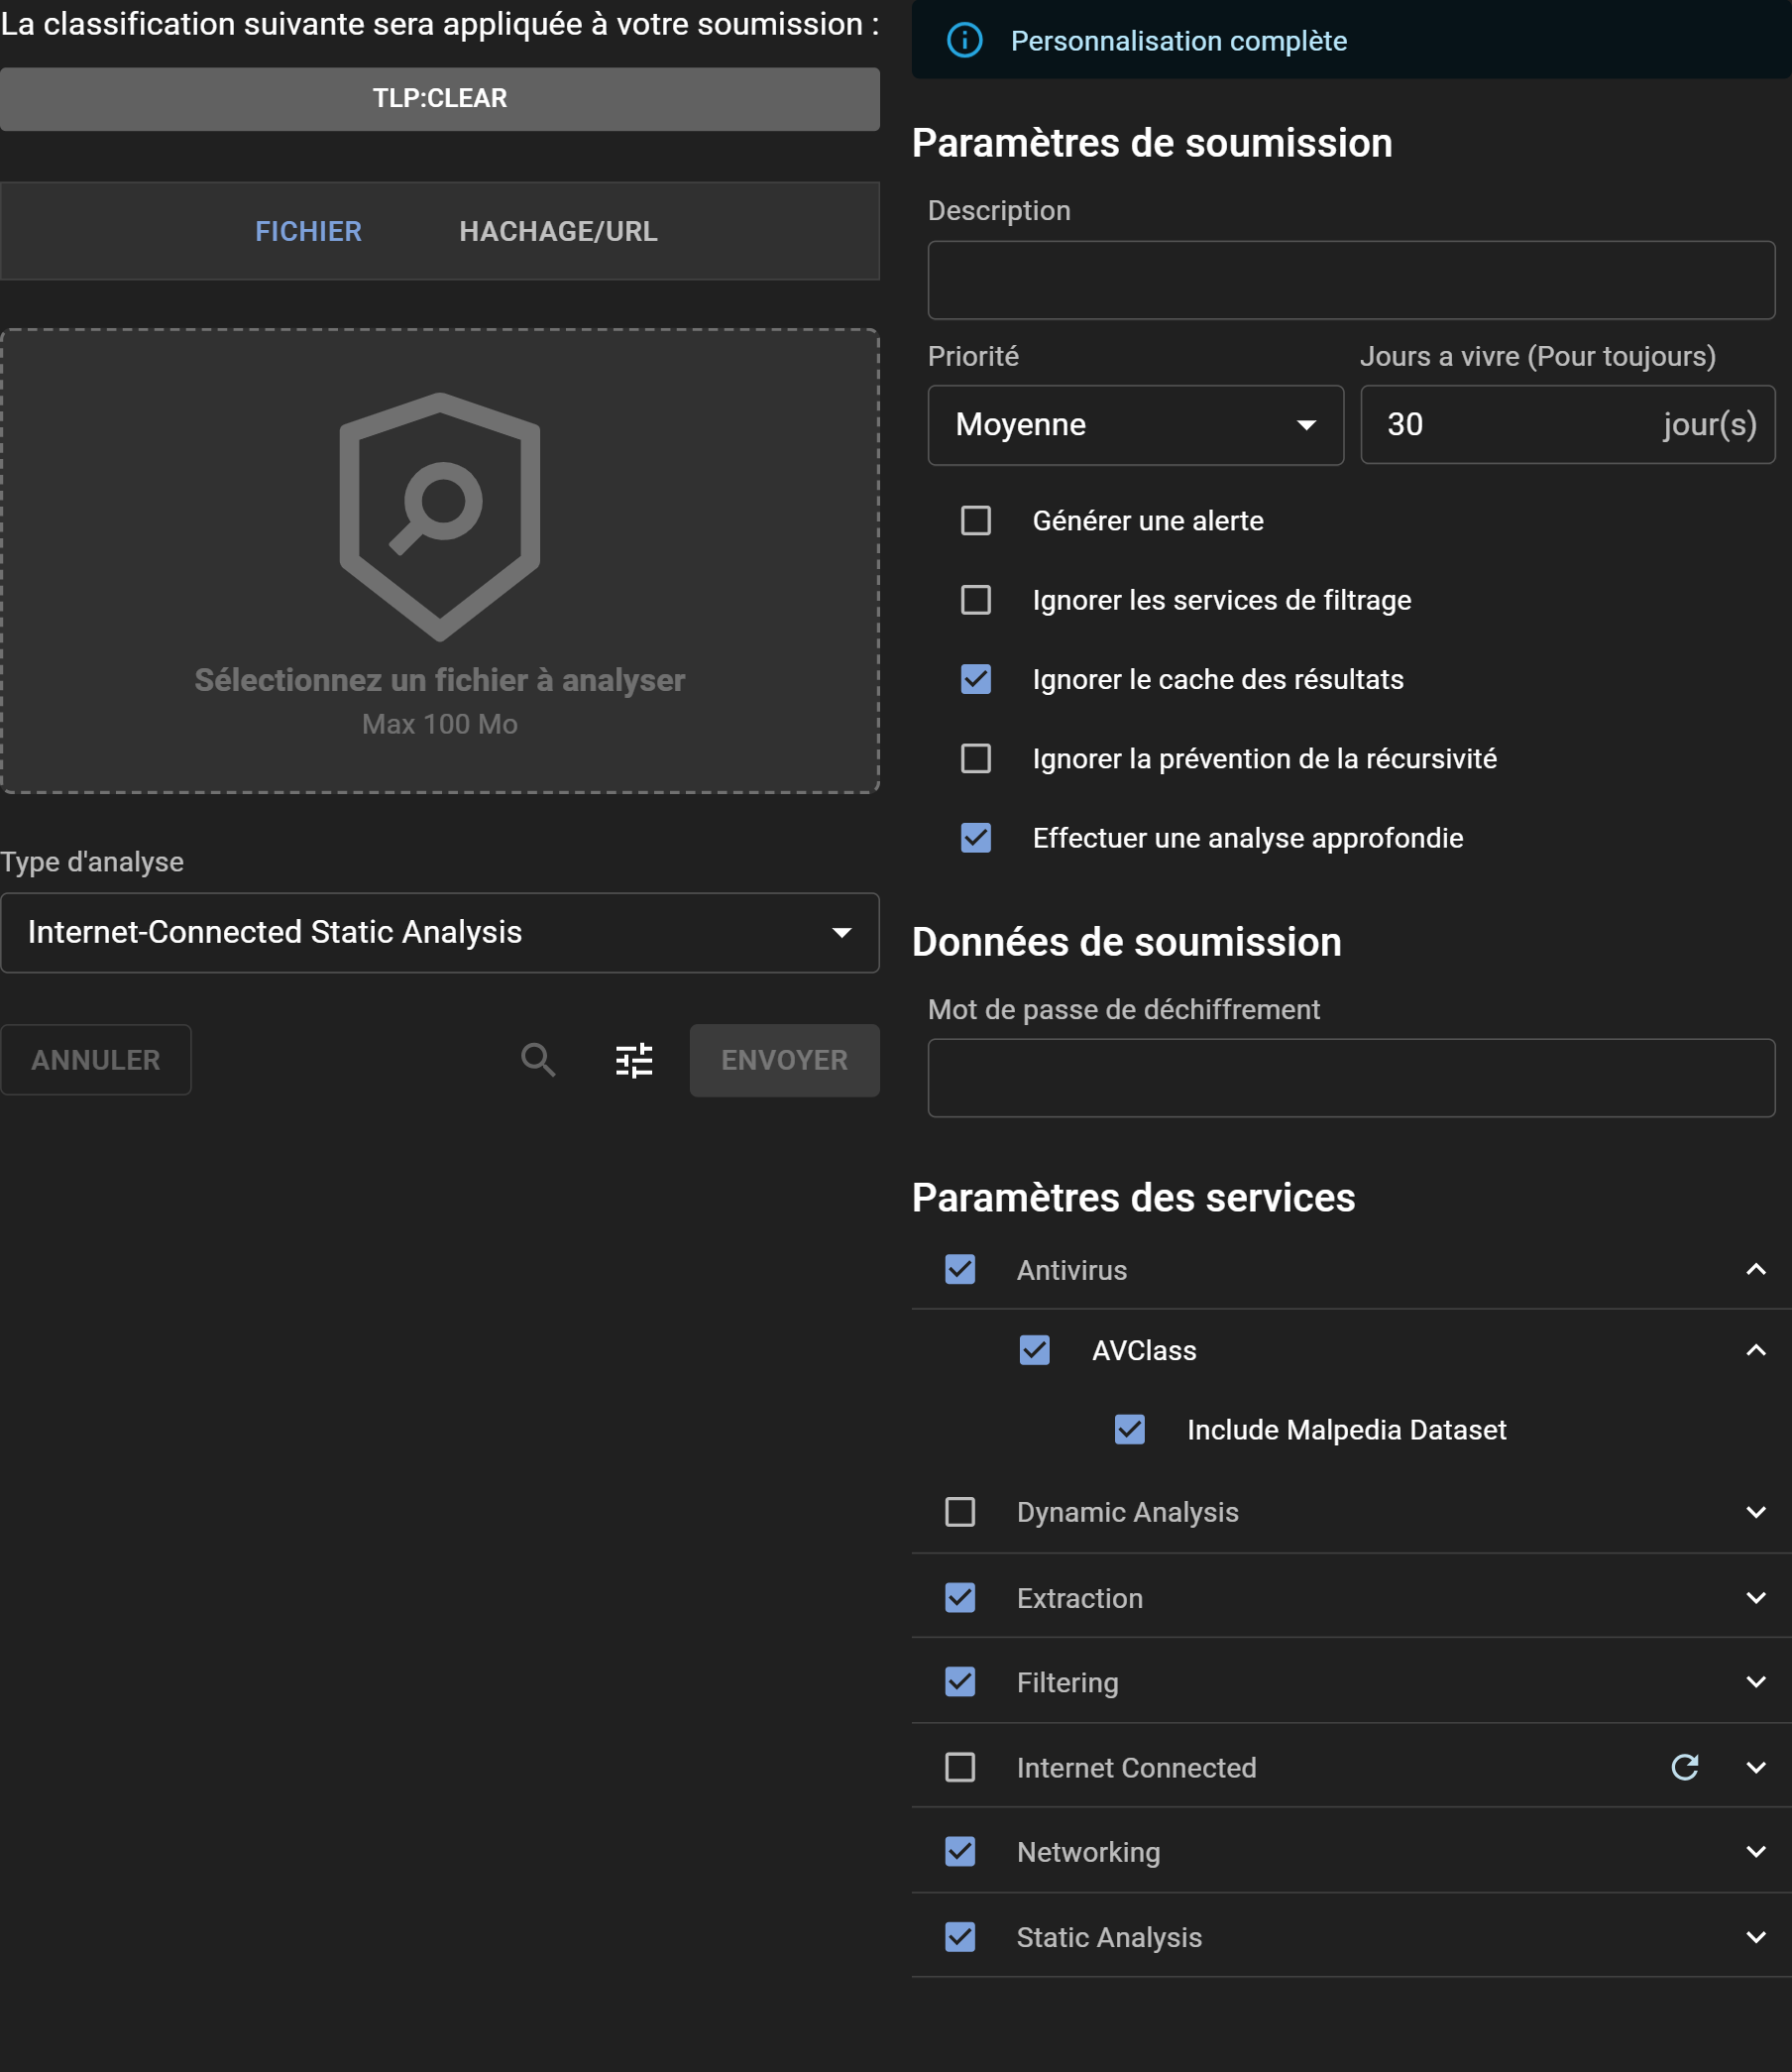 La classification suivante sera appliquée à votre soumission :
TLP:CLEAR
FICHIER
HACHAGE/URL
Sélectionnez un fichier à analyser
Max 100 Mo
Type d'analyse
Internet-Connected Static Analysis
ANNULER
ENVOYER
Personnalisation complète
Paramètres de soumission
Description
Priorité
Jours a vivre (Pour toujours)
Moyenne
30 jour(s)
Générer une alerte
Ignorer les services de filtrage
Ignorer le cache des résultats
Ignorer la prévention de la récursivité
Effectuer une analyse approfondie
Données de soumission
Mot de passe de déchiffrement
Paramètres des services
Antivirus
AVClass
Include Malpedia Dataset
Dynamic Analysis
Extraction
Filtering
Internet Connected
Networking
Static Analysis